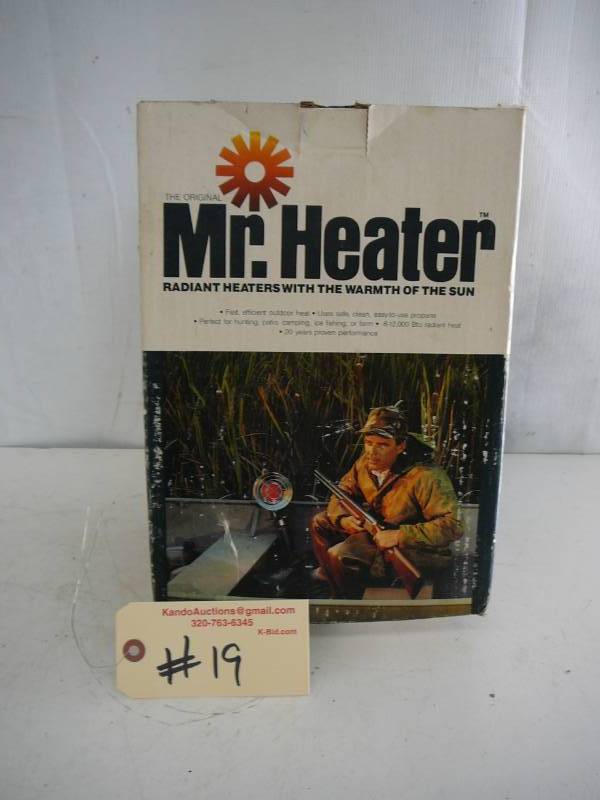 THE ORIGINAL
Mr. Heater™
RADIANT HEATERS WITH THE WARMTH OF THE SUN
• Fast, efficient outdoor heat • Uses safe, clean, easy-to-use propane
• Perfect for hunting, patio, camping, ice fishing, or farm • 8-12,000 Btu radiant heat
• 20 years proven performance
KandoAuctions@gmail.com
320-763-6345
K-Bid.com
#19